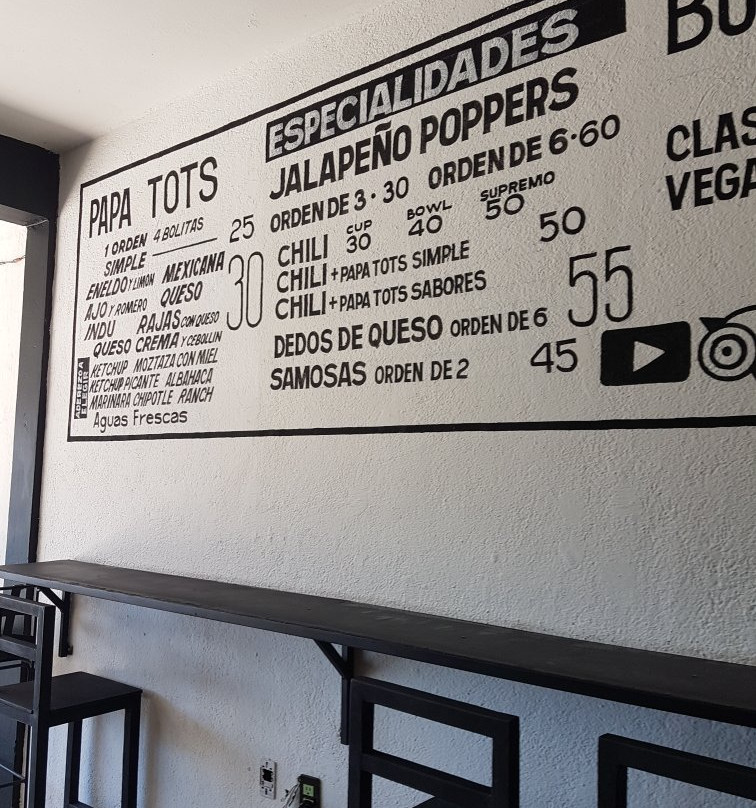 PAPA TOTS
1 ORDEN 4 BOLITAS
SIMPLE 25
ENELDO Y LIMON MEXICANA
AJO Y ROMERO QUESO 30
INDU RAJAS CON QUESO
QUESO CREMA Y CEBOLLIN
KETCHUP MOZTAZA CON MIEL
KETCHUP PICANTE ALBAHACA
MARINARA CHIPOTLE RANCH
Aguas Frescas
ESPECIALIDADES
JALAPEÑO POPPERS
ORDEN DE 3 · 30 ORDEN DE 6 · 60
CHILI CUP 30 BOWL 40 SUPREMO 50
CHILI + PAPA TOTS SIMPLE 50
CHILI + PAPA TOTS SABORES 55
DEDOS DE QUESO ORDEN DE 6
SAMOSAS ORDEN DE 2 45
BU
CLAS
VEGA